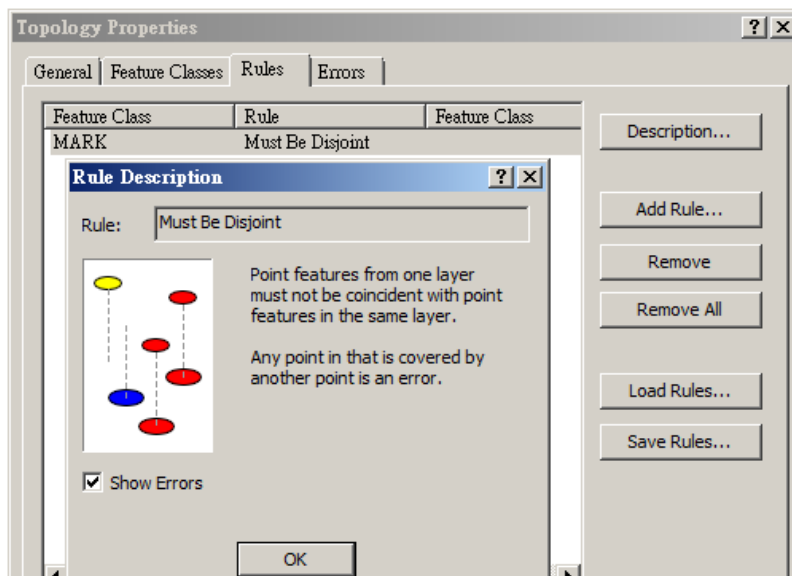 Topology Properties
General Feature Classes Rules Errors
Feature Class Rule Feature Class
MARK Must Be Disjoint
Description...
Add Rule...
Remove
Remove All
Load Rules...
Save Rules...
Rule Description
Rule: Must Be Disjoint
Point features from one layer
must not be coincident with point
features in the same layer.
Any point in that is covered by
another point is an error.
Show Errors
OK